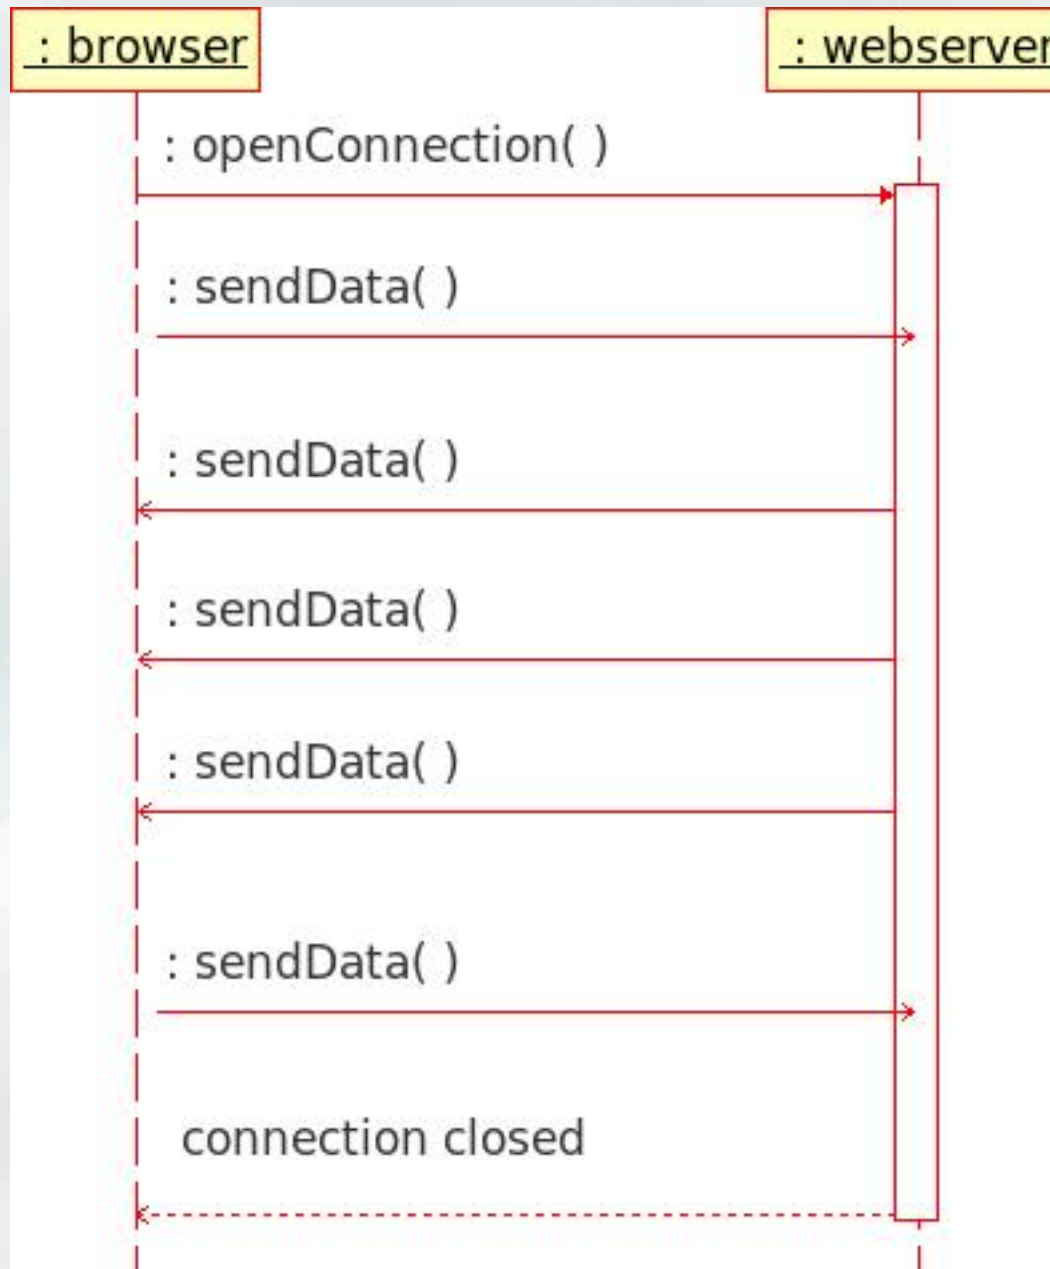 : browser
: webserver
: openConnection( )
: sendData( )
: sendData( )
: sendData( )
: sendData( )
: sendData( )
connection closed